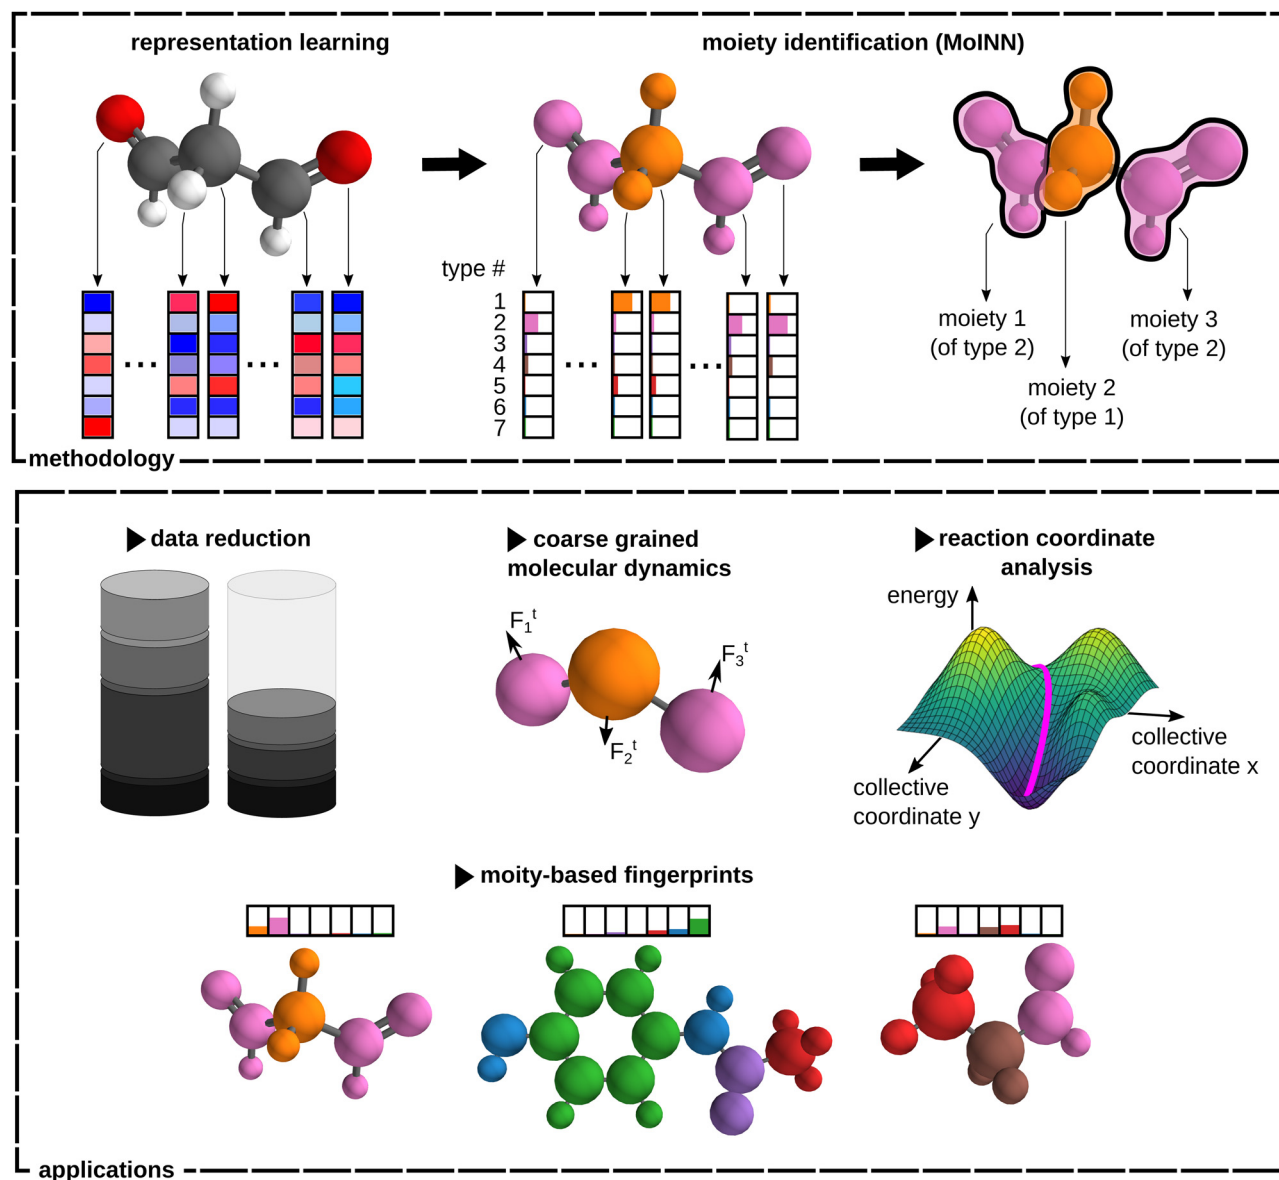 representation learning
moiety identification (MoINN)
type #
1
2
3
4
5
6
7
...
...
...
...
moiety 1
(of type 2)
moiety 2
(of type 1)
moiety 3
(of type 2)
methodology
data reduction
coarse grained
molecular dynamics
F₁ᵗ
F₂ᵗ
F₃ᵗ
reaction coordinate
analysis
energy
collective
coordinate x
collective
coordinate y
moity-based fingerprints
applications